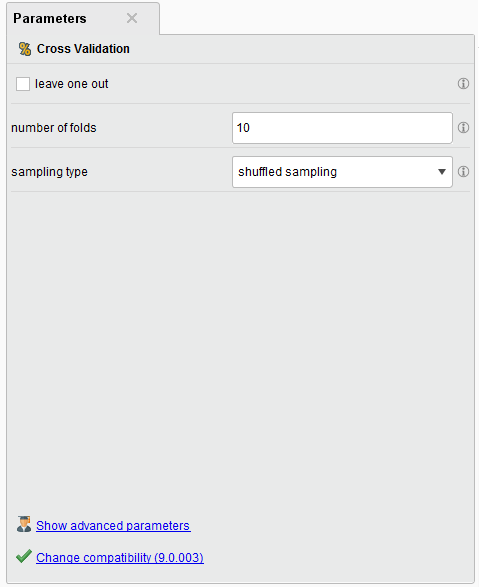 Parameters
Cross Validation
leave one out
number of folds 10
sampling type shuffled sampling
Show advanced parameters
Change compatibility (9.0.003)